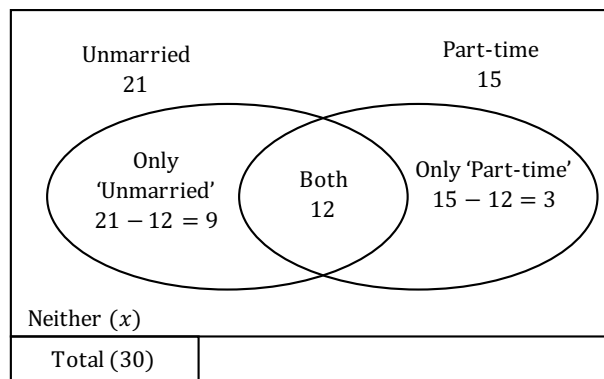 Unmarried
21
Part-time
15
Only
‘Unmarried’
21 − 12 = 9
Both
12
Only ‘Part-time’
15 − 12 = 3
Neither (x)
Total (30)